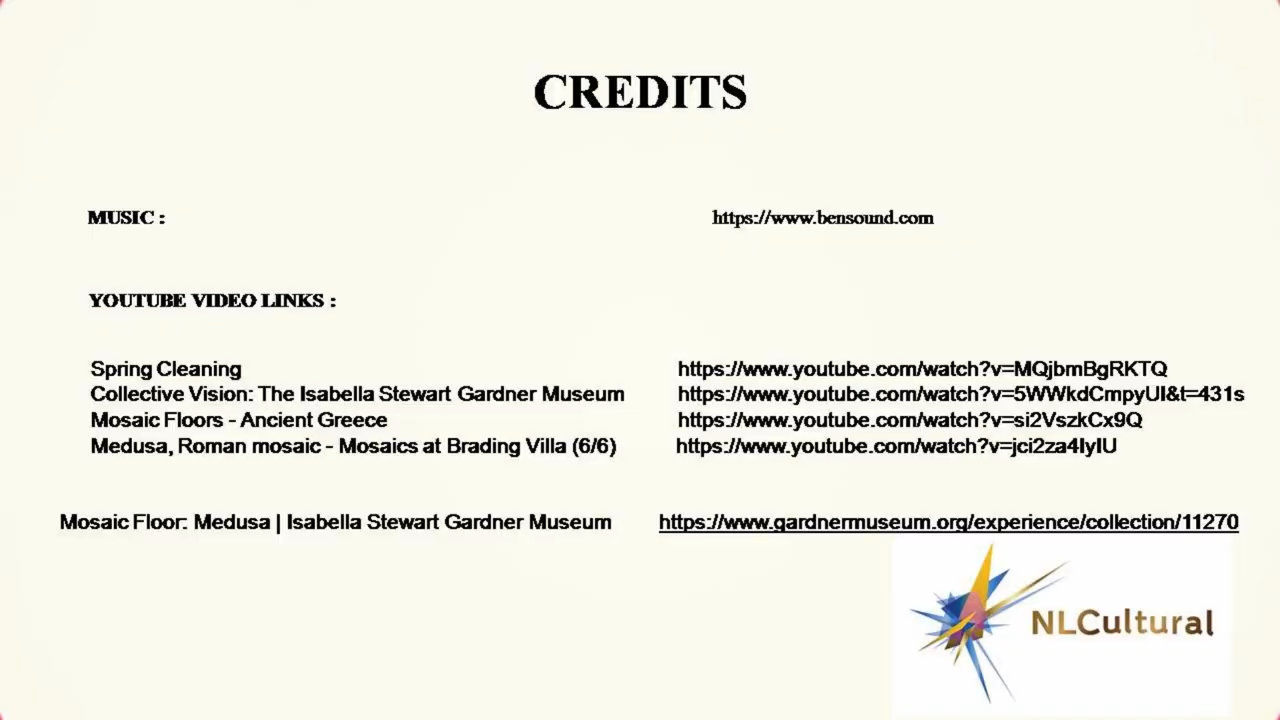 CREDITS
MUSIC : https://www.bensound.com
YOUTUBE VIDEO LINKS :
Spring Cleaning https://www.youtube.com/watch?v=MQjbmBgRKTQ
Collective Vision: The Isabella Stewart Gardner Museum https://www.youtube.com/watch?v=5WWkdCmpyUI&t=431s
Mosaic Floors - Ancient Greece https://www.youtube.com/watch?v=si2VszkCx9Q
Medusa, Roman mosaic - Mosaics at Brading Villa (6/6) https://www.youtube.com/watch?v=jci2za4IyIU
Mosaic Floor: Medusa | Isabella Stewart Gardner Museum https://www.gardnermuseum.org/experience/collection/11270
NLCultural